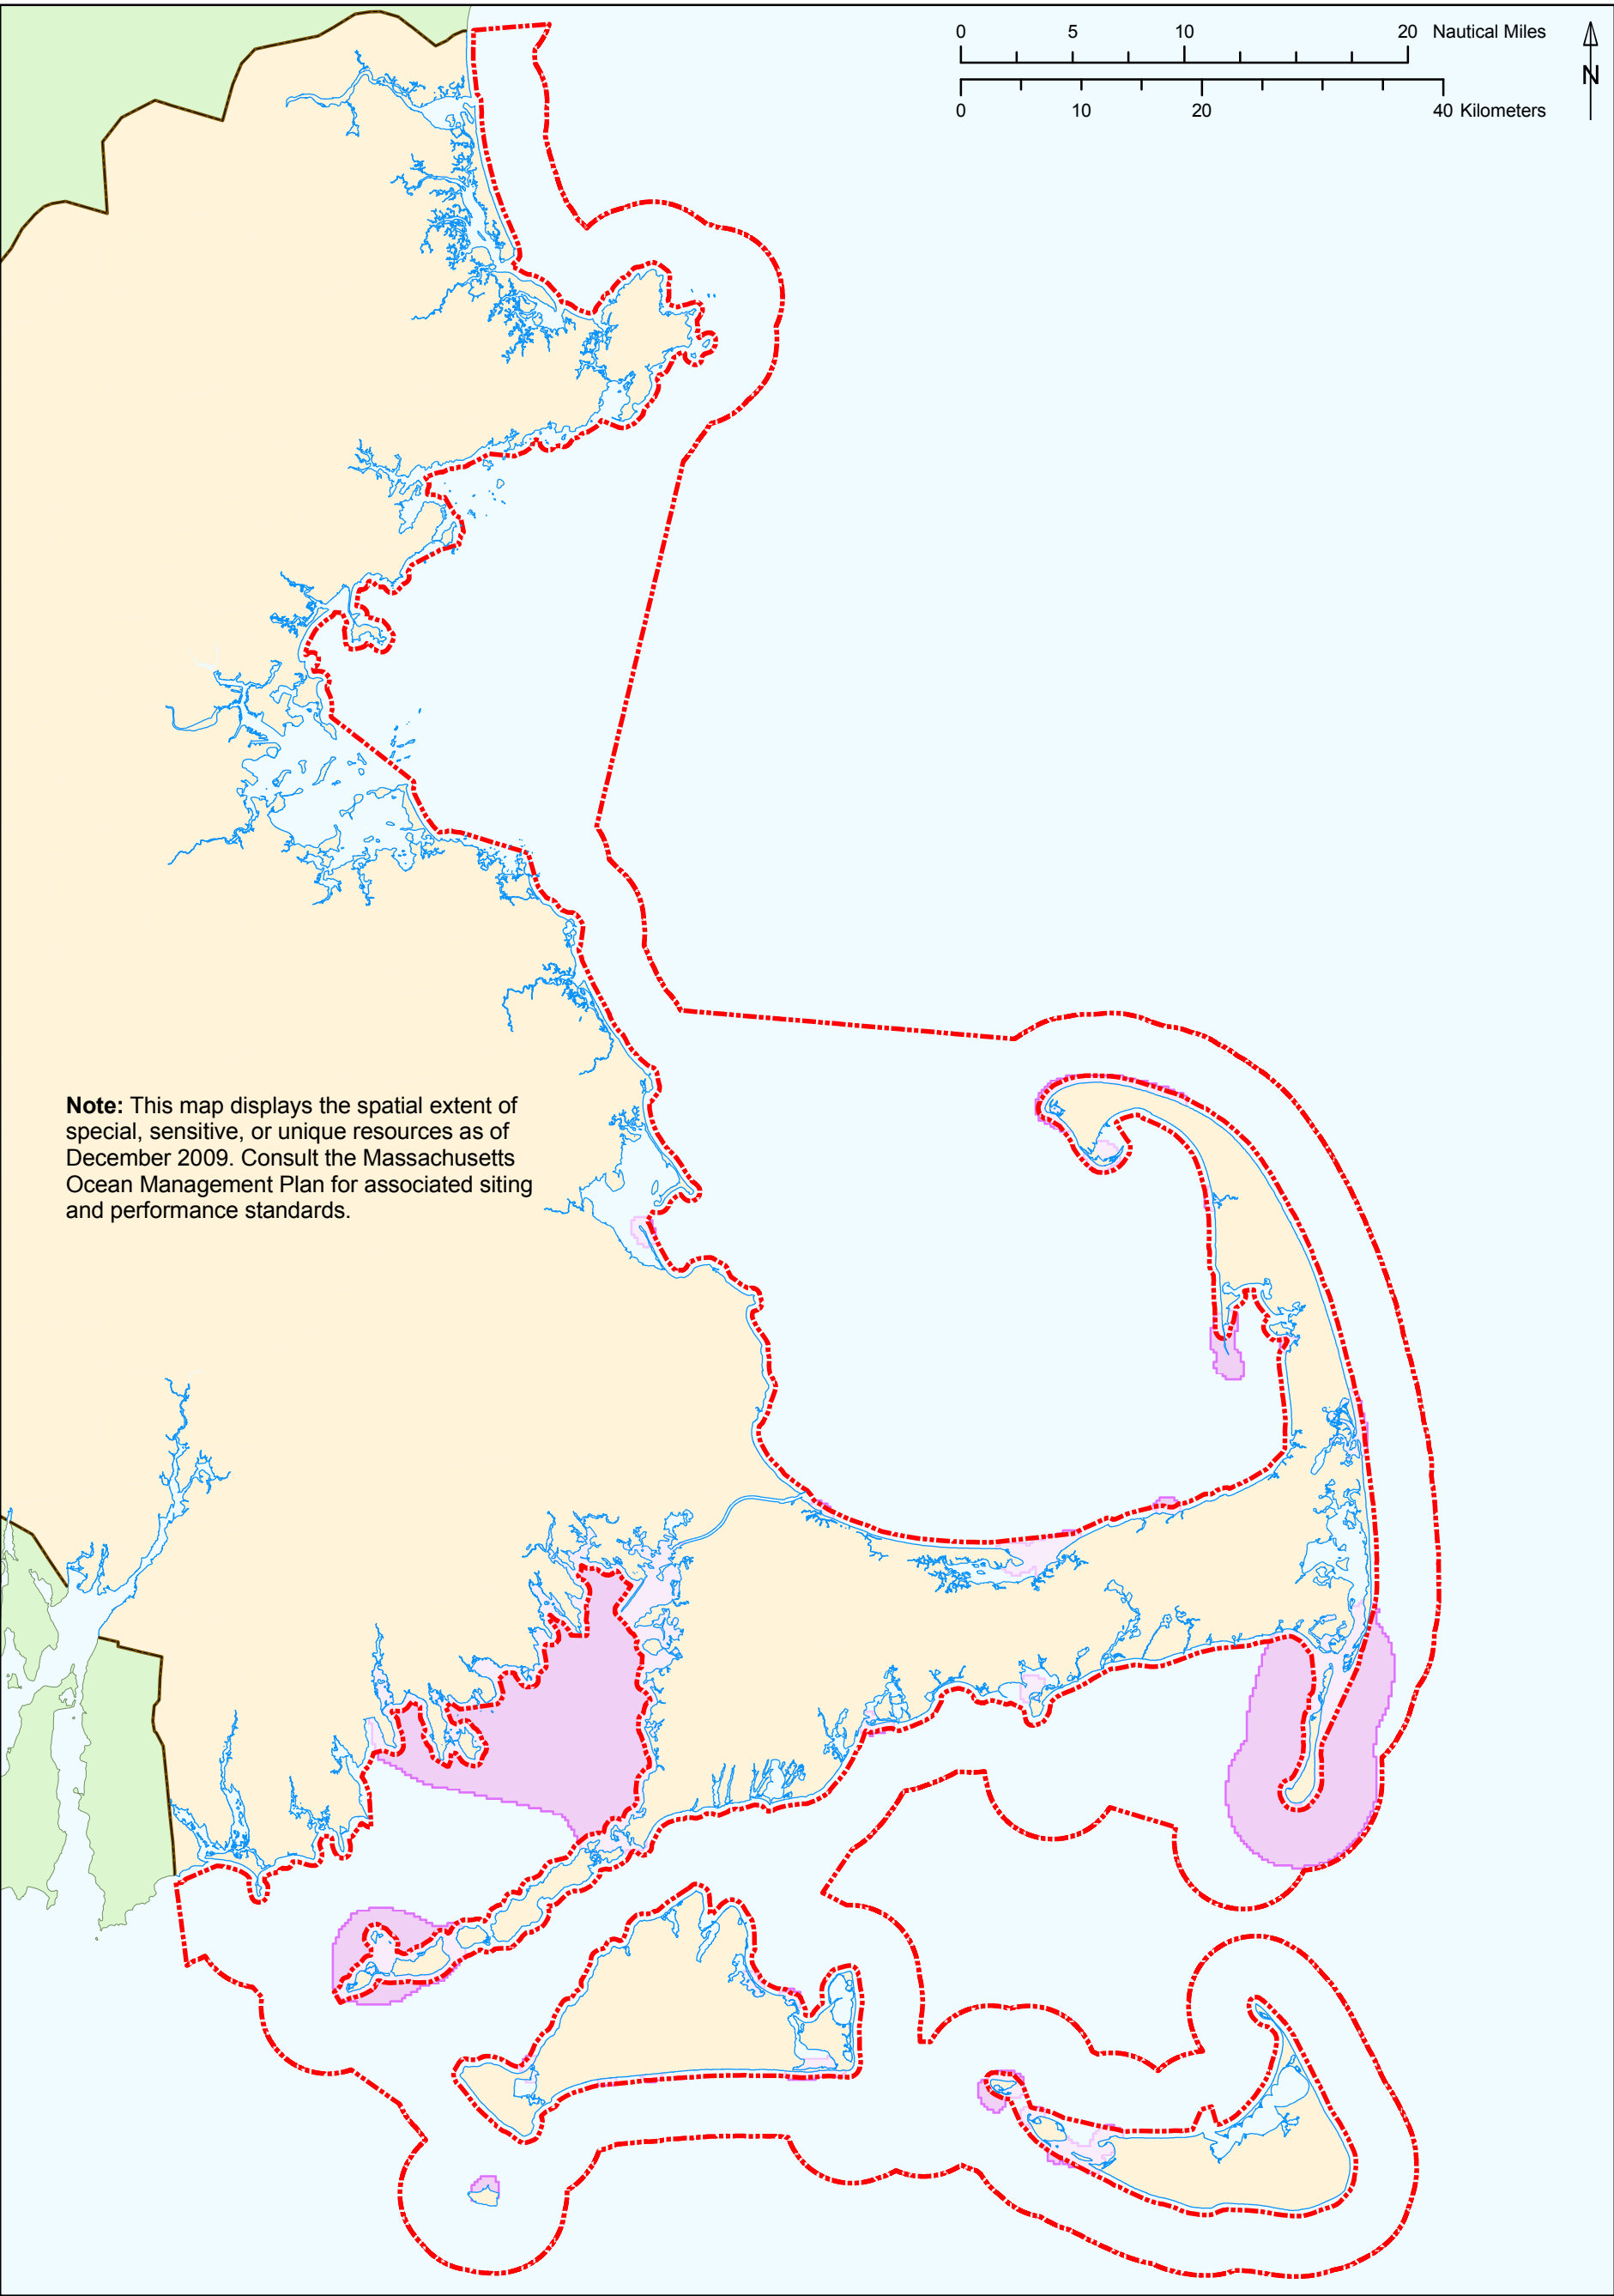 0 5 10 20 Nautical Miles
N
0 10 20 40 Kilometers
Note: This map displays the spatial extent of
special, sensitive, or unique resources as of
December 2009. Consult the Massachusetts
Ocean Management Plan for associated siting
and performance standards.